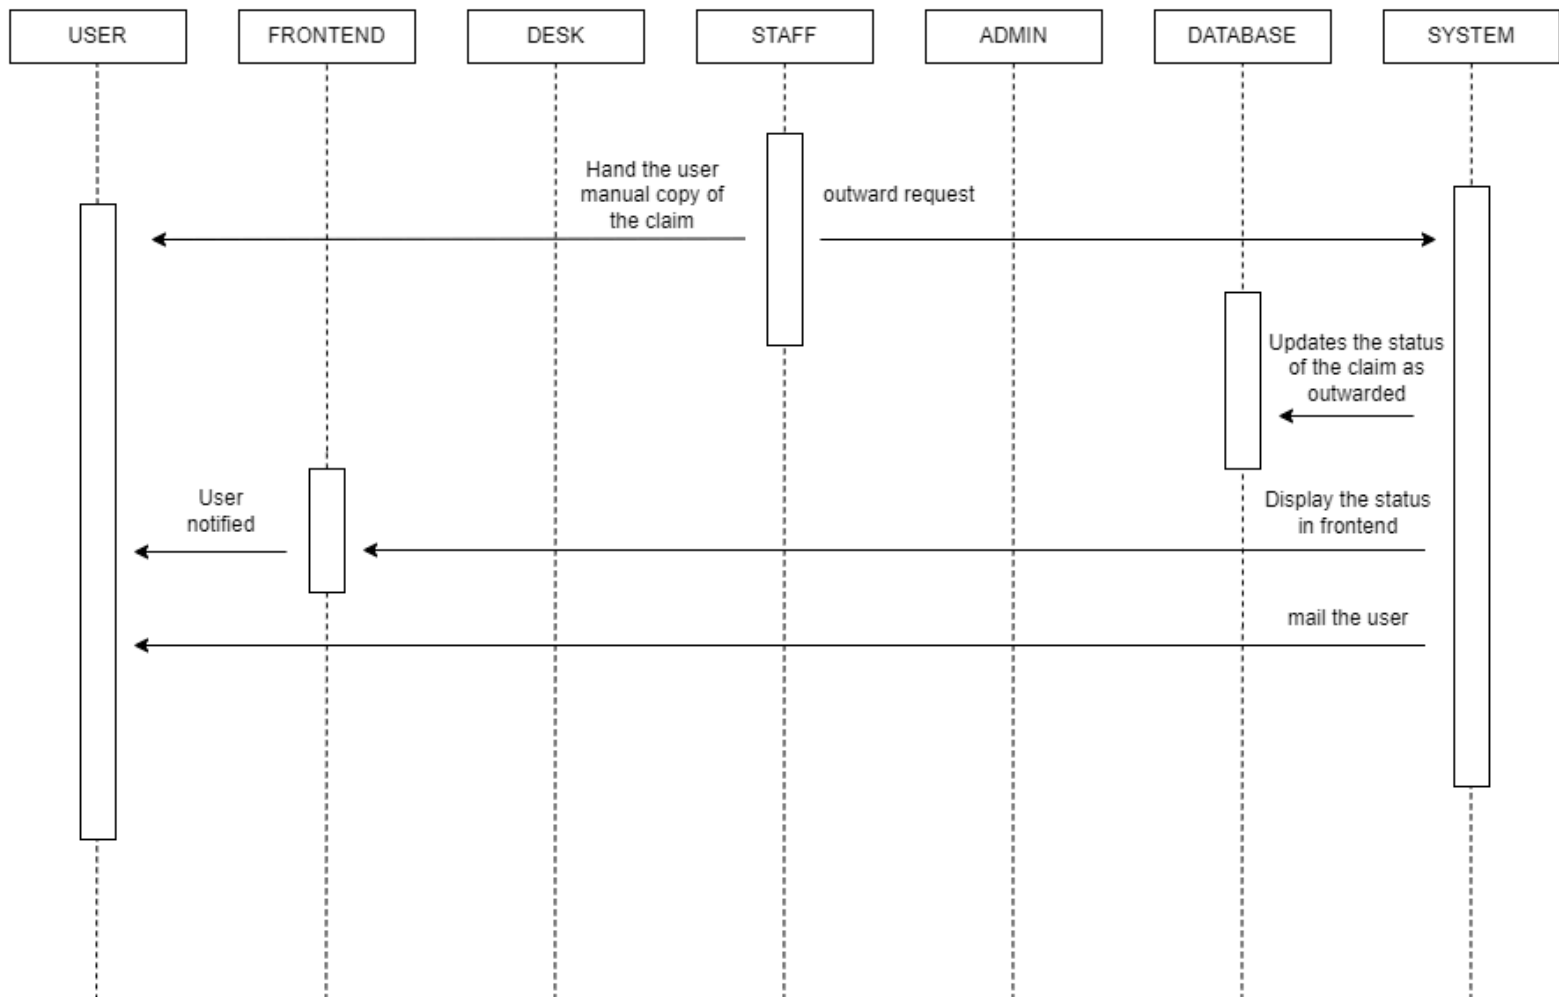 USER
FRONTEND
DESK
STAFF
ADMIN
DATABASE
SYSTEM
Hand the user
manual copy of
the claim
outward request
Updates the status
of the claim as
outwarded
User
notified
Display the status
in frontend
mail the user